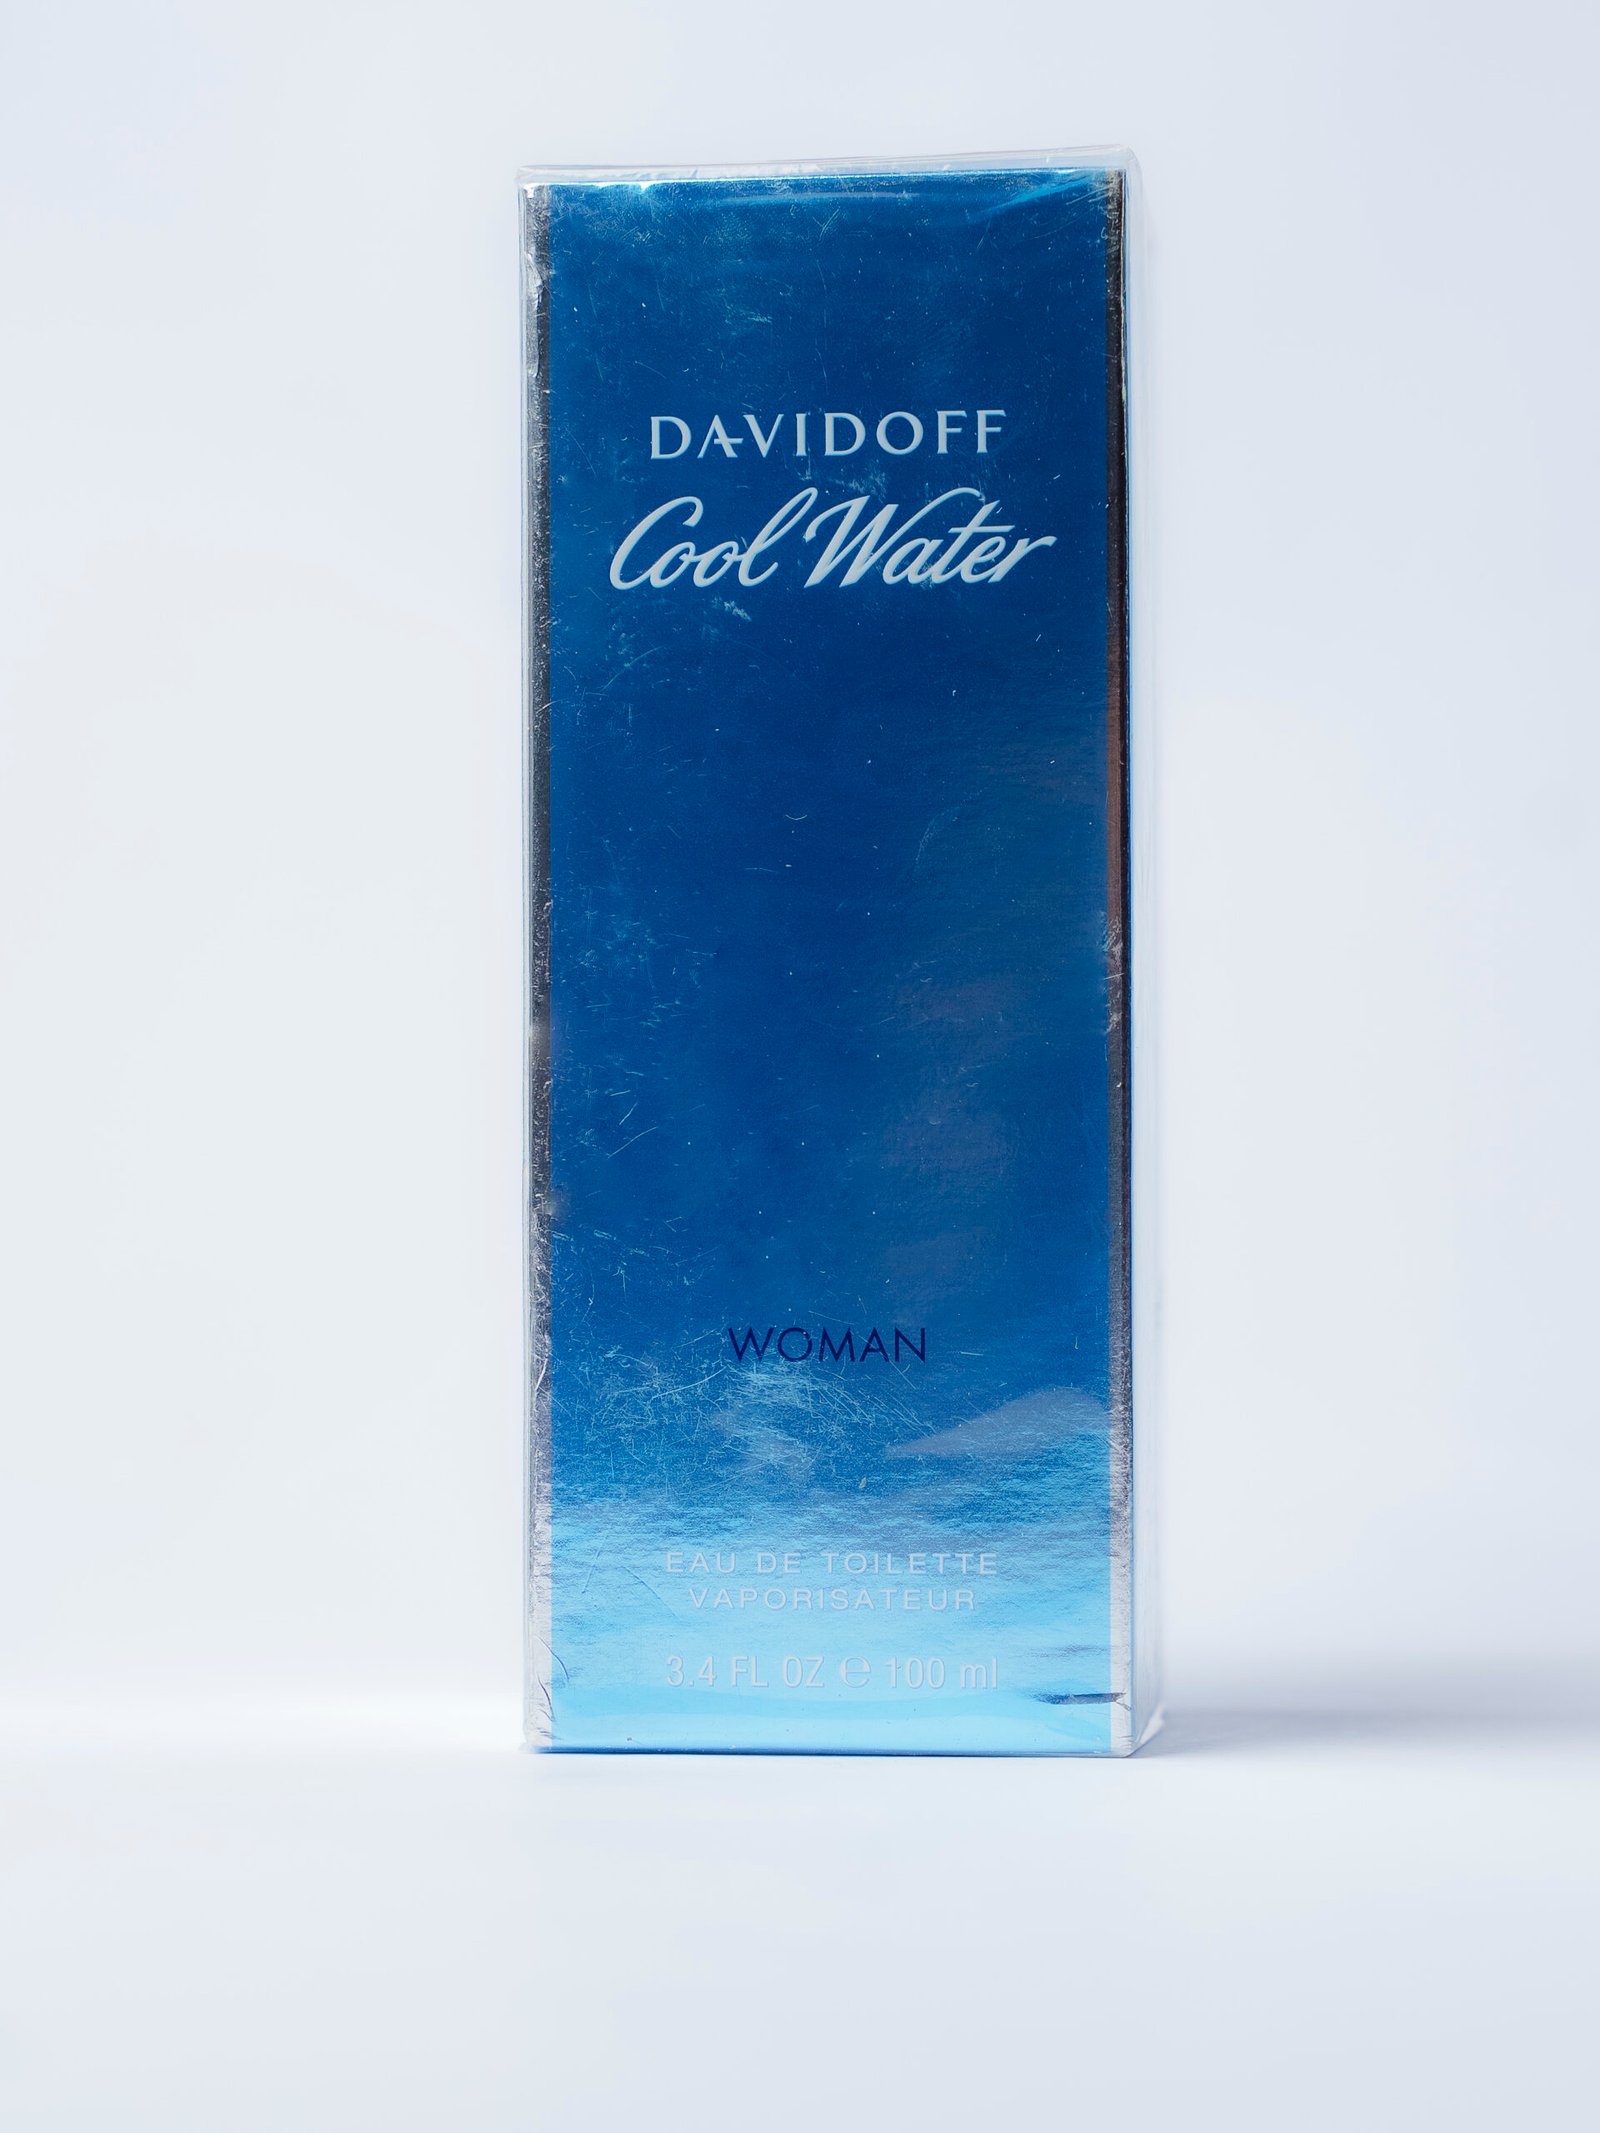 DAVIDOFF
Cool Water
WOMAN
EAU DE TOILETTE
VAPORISATEUR
3.4 FL OZ ℮ 100 ml